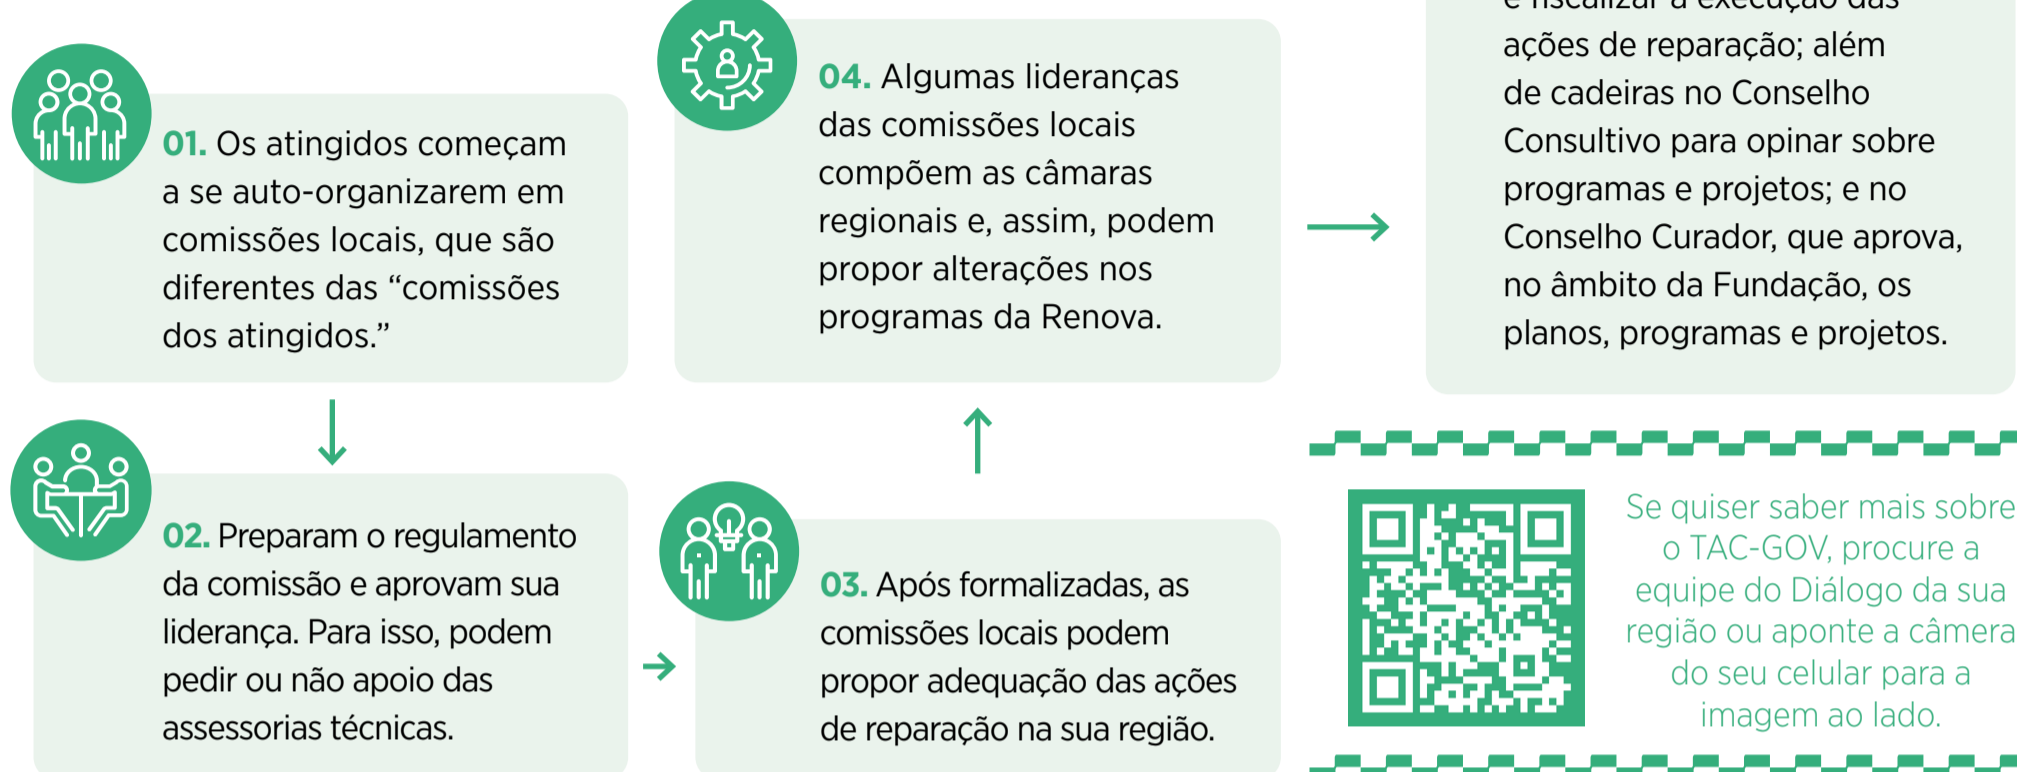 01. Os atingidos começam
a se auto-organizarem em
comissões locais, que são
diferentes das “comissões
dos atingidos.”
02. Preparam o regulamento
da comissão e aprovam sua
liderança. Para isso, podem
pedir ou não apoio das
assessorias técnicas.
03. Após formalizadas, as
comissões locais podem
propor adequação das ações
de reparação na sua região.
04. Algumas lideranças
das comissões locais
compõem as câmaras
regionais e, assim, podem
propor alterações nos
programas da Renova.
e fiscalizar a execução das
ações de reparação; além
de cadeiras no Conselho
Consultivo para opinar sobre
programas e projetos; e no
Conselho Curador, que aprova,
no âmbito da Fundação, os
planos, programas e projetos.
Se quiser saber mais sobre
o TAC-GOV, procure a
equipe do Diálogo da sua
região ou aponte a câmera
do seu celular para a
imagem ao lado.